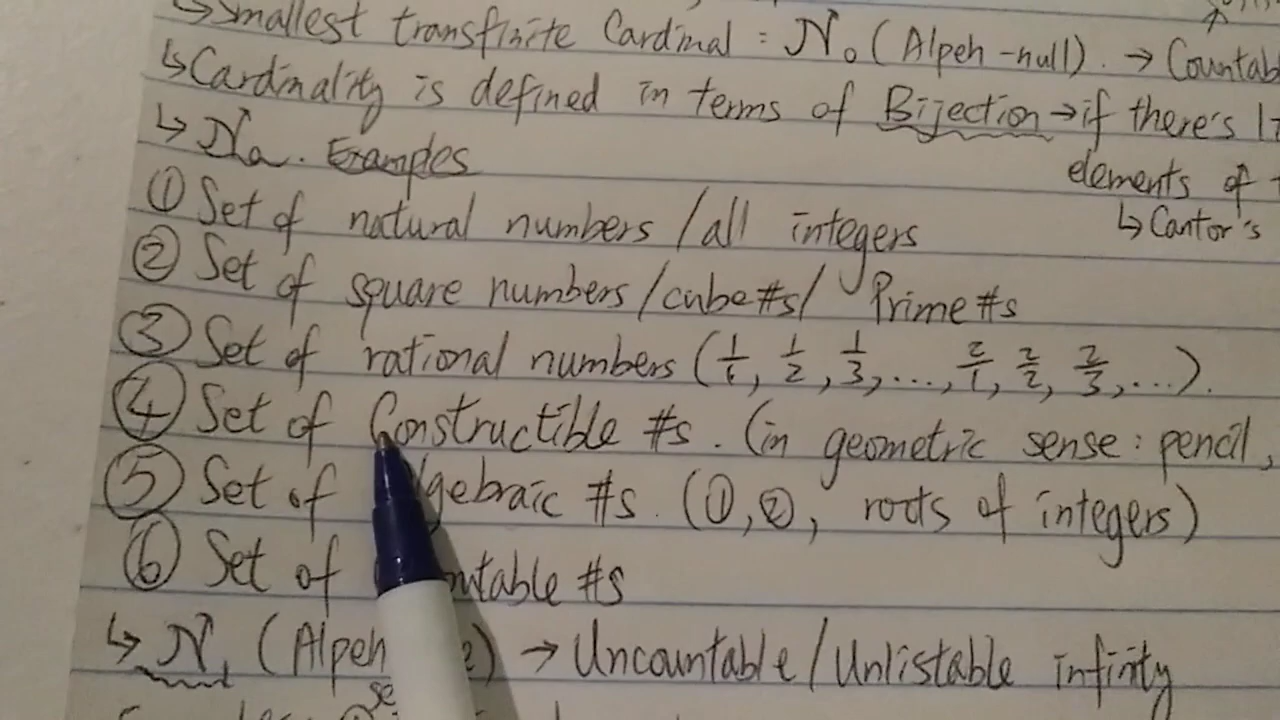 ↳ Smallest transfinite Cardinal : ℵ₀ (Alpeh-null). → Countab
↳ Cardinality is defined in terms of Bijection → if there's 1-
elements of
↳ Cantor's
↳ ℵₐ. Examples
① Set of natural numbers / all integers
② Set of square numbers / cube #s / Prime #s
③ Set of rational numbers (1/1, 1/2, 1/3, ..., 2/1, 2/2, 2/3, ...).
④ Set of Constructible #s. (in geometric sense : pencil,
⑤ Set of lgebraic #s. (①, ②, roots of integers)
⑥ Set of utable #s
↳ ℵ₁ (Alpeh → Uncountable / Unlistable infinity